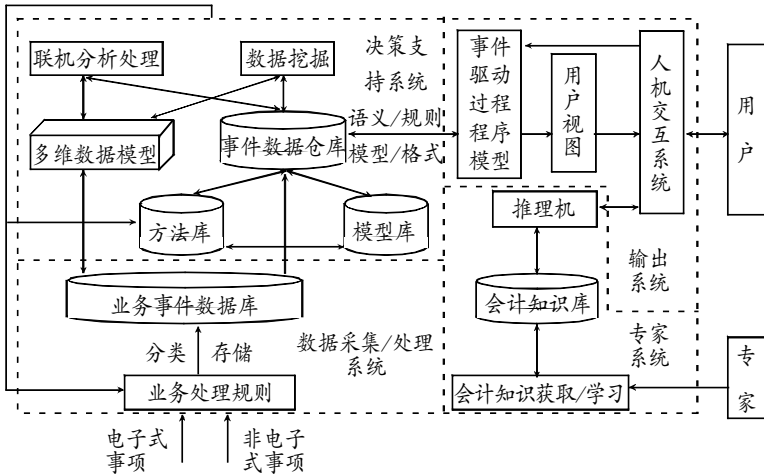 联机分析处理
数据挖掘
决策支
持系统
语义/规则
模型/格式
多维数据模型
事件数据仓库
方法库
模型库
事件
驱动
过程
程序
模型
用户视图
人机交互系统
用户
推理机
输出
系统
会计知识库
专家
系统
会计知识获取/学习
专家
业务事件数据库
分类
存储
数据采集/处理
系统
业务处理规则
电子式
事项
非电子
式事项